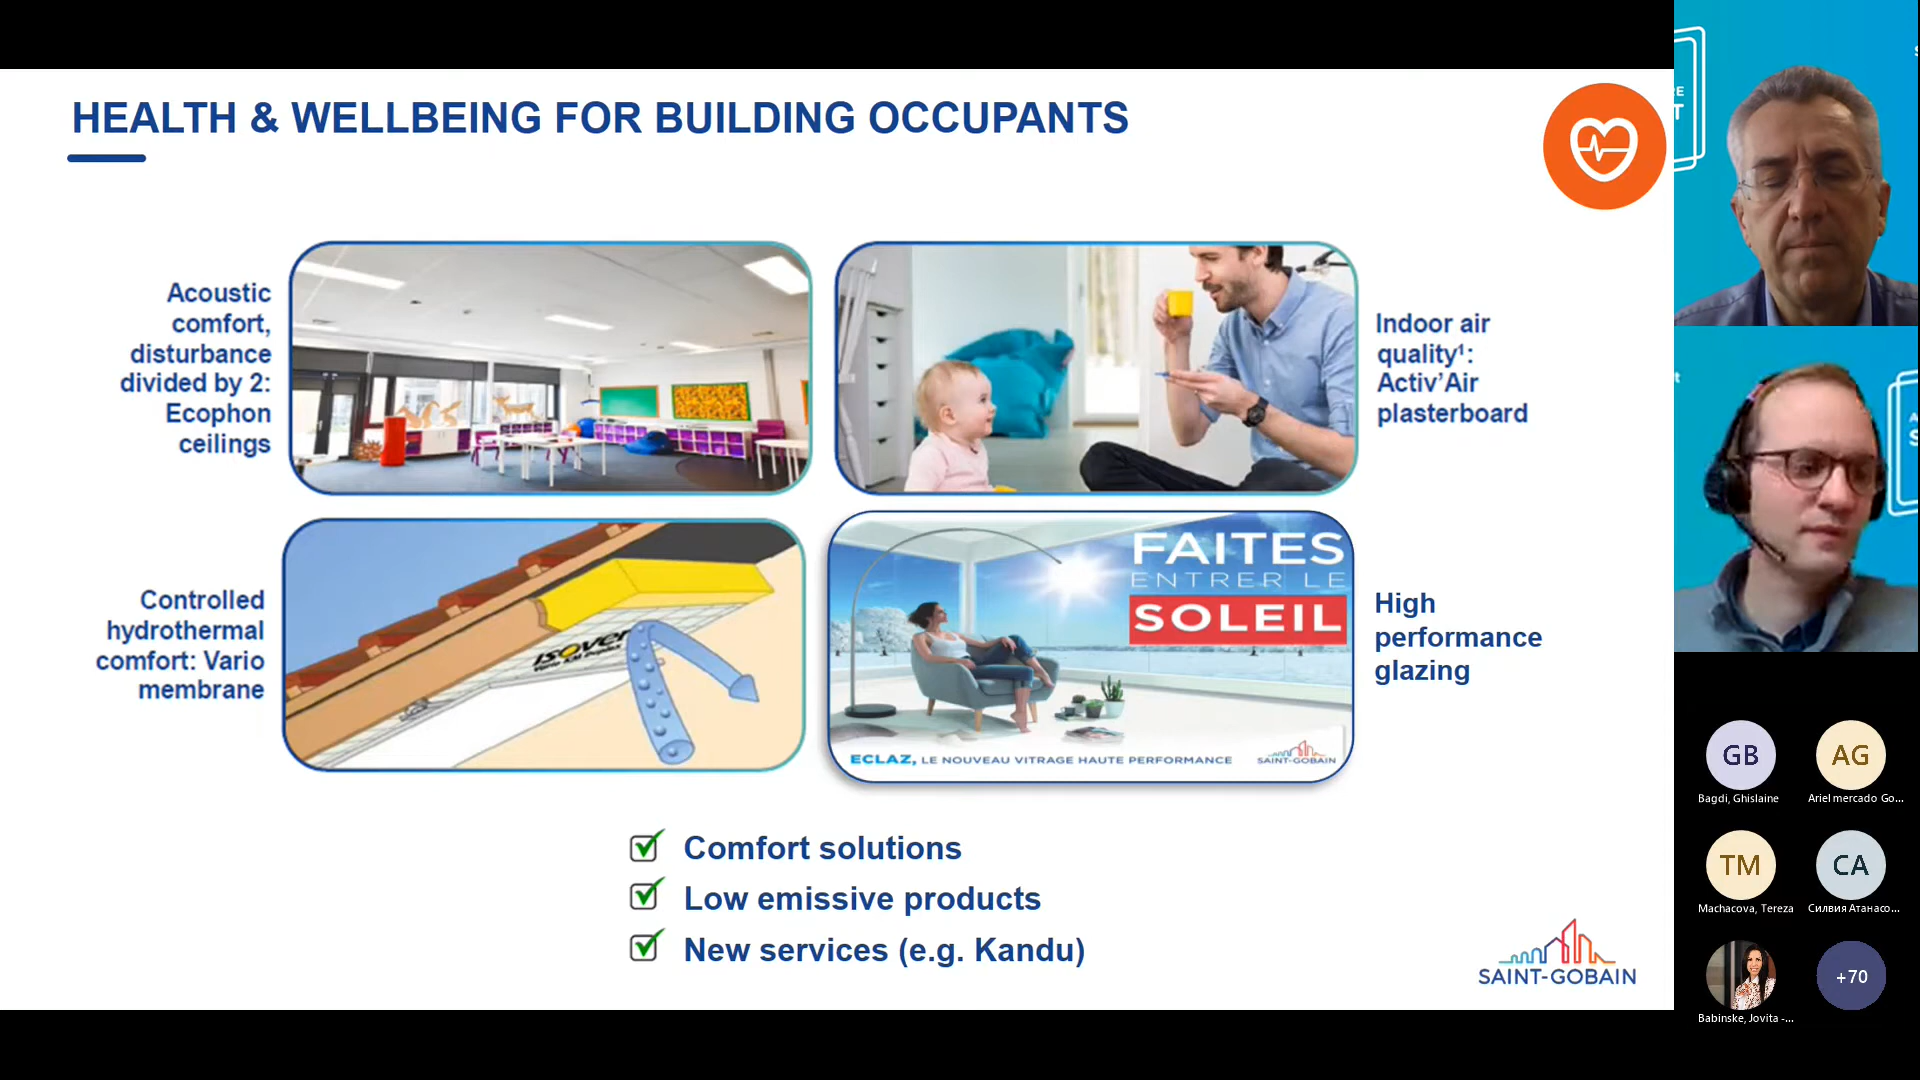 HEALTH & WELLBEING FOR BUILDING OCCUPANTS
Acoustic
comfort,
disturbance
divided by 2:
Ecophon
ceilings
Indoor air
quality¹:
Activ’Air
plasterboard
Controlled
hydrothermal
comfort: Vario
membrane
isover
FAITES
ENTRER LE
SOLEIL
ECLAZ, LE NOUVEAU VITRAGE HAUTE PERFORMANCE
SAINT-GOBAIN
High
performance
glazing
Comfort solutions
Low emissive products
New services (e.g. Kandu)
SAINT-GOBAIN
GB
Bagdi, Ghislaine
AG
Ariel mercado Go...
TM
Machacova, Tereza
CA
Силвия Атанасо...
Babinske, Jovita -...
+70